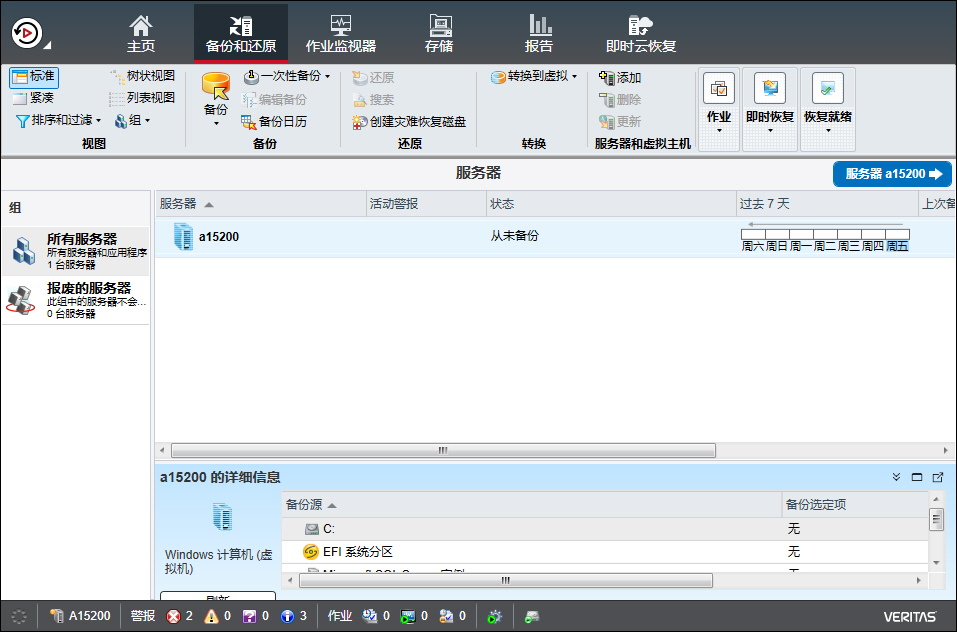 主页
备份和还原
作业监视器
存储
报告
即时云恢复
标准
紧凑
排序和过滤
树状视图
列表视图
组
视图
备份
一次性备份
编辑备份
备份日历
备份
还原
搜索
创建灾难恢复磁盘
还原
转换到虚拟
转换
添加
删除
更新
服务器和虚拟主机
作业
即时恢复
恢复就绪
服务器
服务器 a15200
组
所有服务器
所有服务器和应用程序
1 台服务器
报废的服务器
此组中的服务器不会...
0 台服务器
服务器 活动警报 状态 过去 7 天 上次备
a15200 从未备份
周六 周日 周一 周二 周三 周四 周五
a15200 的详细信息
Windows 计算机 (虚
拟机)
刷新
备份源 备份选定项
C: 无
EFI 系统分区 无
A15200 警报 2 0 0 3 作业 0 0 0
VERITAS